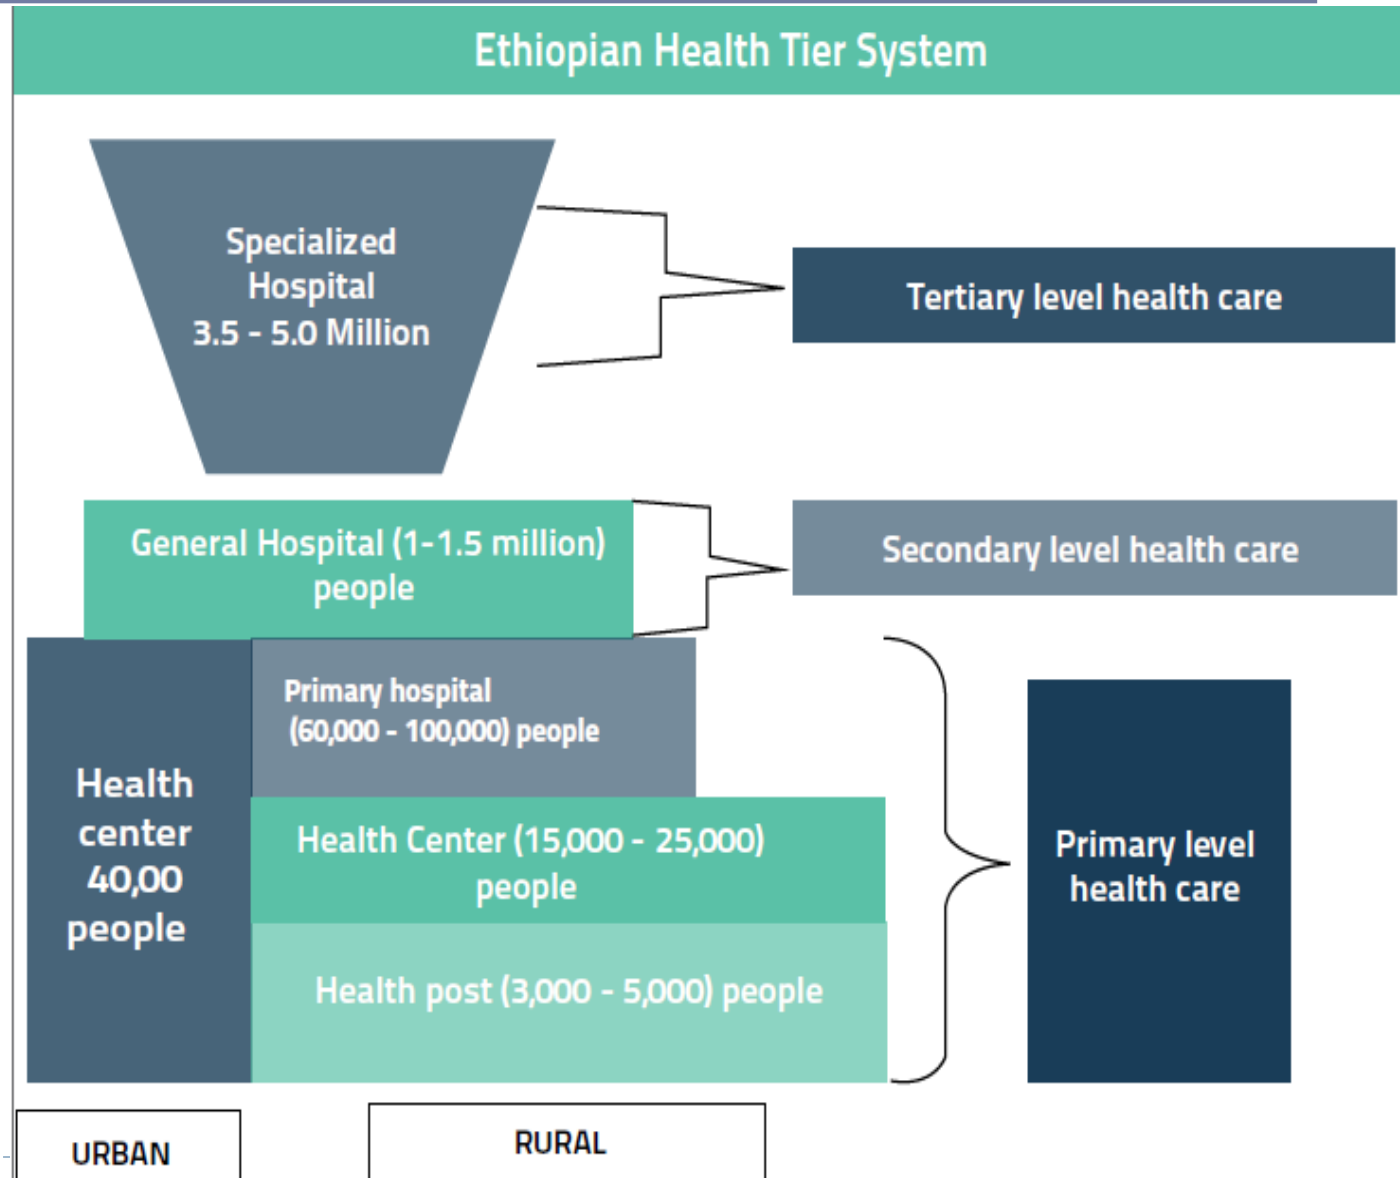 Ethiopian Health Tier System
Specialized
Hospital
3.5 - 5.0 Million
Tertiary level health care
General Hospital (1-1.5 million)
people
Secondary level health care
Primary hospital
(60,000 - 100,000) people
Health
center
40,00
people
Health Center (15,000 - 25,000)
people
Primary level
health care
Health post (3,000 - 5,000) people
URBAN
RURAL